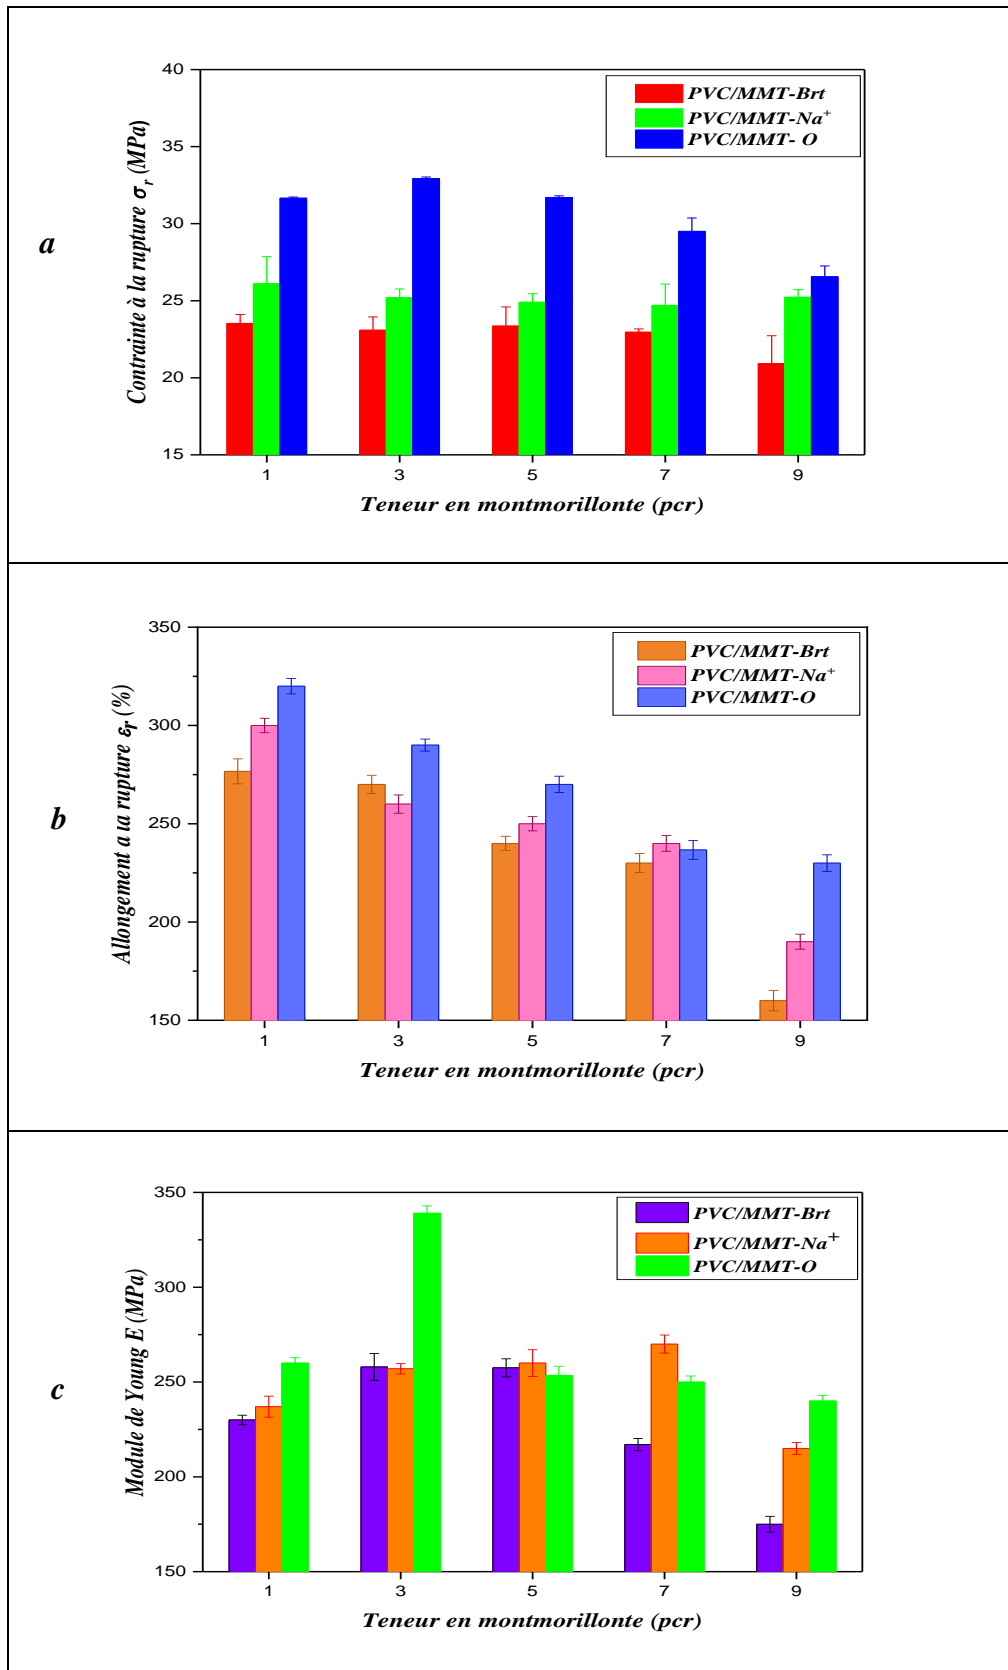 a
Contrainte à la rupture σr (MPa)
40
35
30
25
20
15
PVC/MMT-Brt
PVC/MMT-Na+
PVC/MMT- O
1 3 5 7 9
Teneur en montmorillonte (pcr)
b
Allongement a la rupture εr (%)
350
300
250
200
150
PVC/MMT-Brt
PVC/MMT-Na+
PVC/MMT-O
1 3 5 7 9
Teneur en montmorillonte (pcr)
c
Module de Young E (MPa)
350
300
250
200
150
PVC/MMT-Brt
PVC/MMT-Na+
PVC/MMT-O
1 3 5 7 9
Teneur en montmorillonte (pcr)